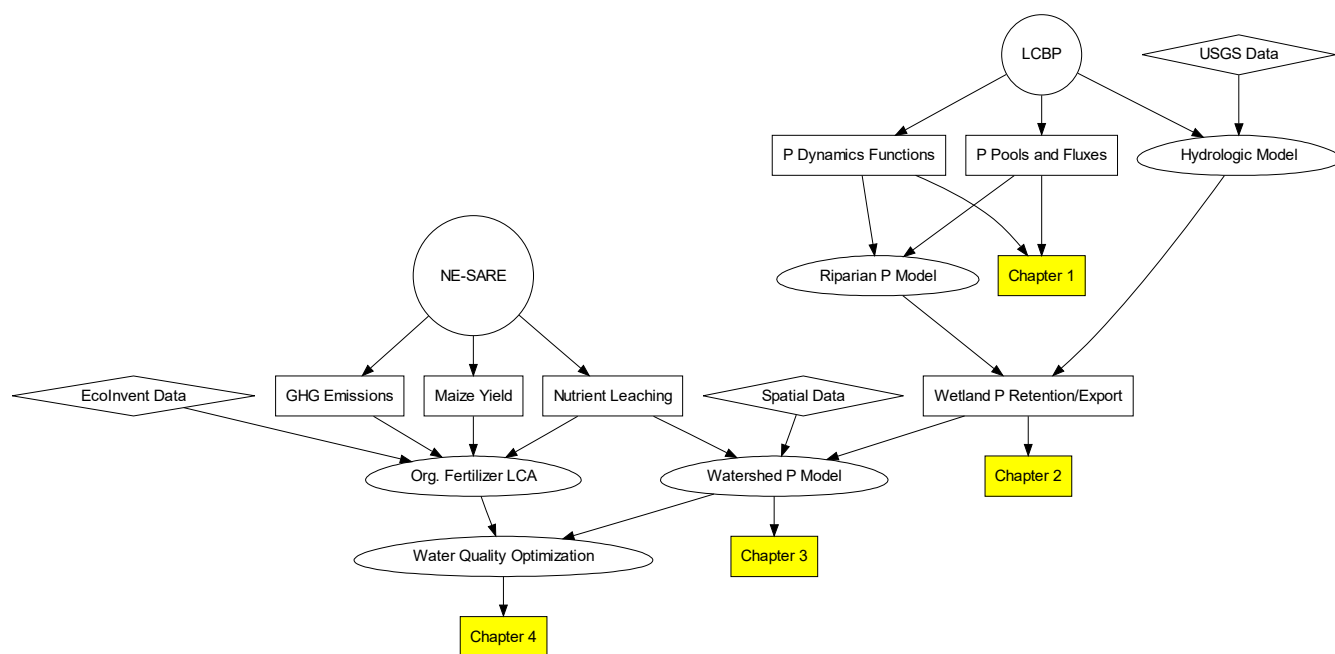 LCBP
USGS Data
P Dynamics Functions
P Pools and Fluxes
Hydrologic Model
NE-SARE
Riparian P Model
Chapter 1
EcoInvent Data
GHG Emissions
Maize Yield
Nutrient Leaching
Spatial Data
Wetland P Retention/Export
Org. Fertilizer LCA
Watershed P Model
Chapter 2
Water Quality Optimization
Chapter 3
Chapter 4